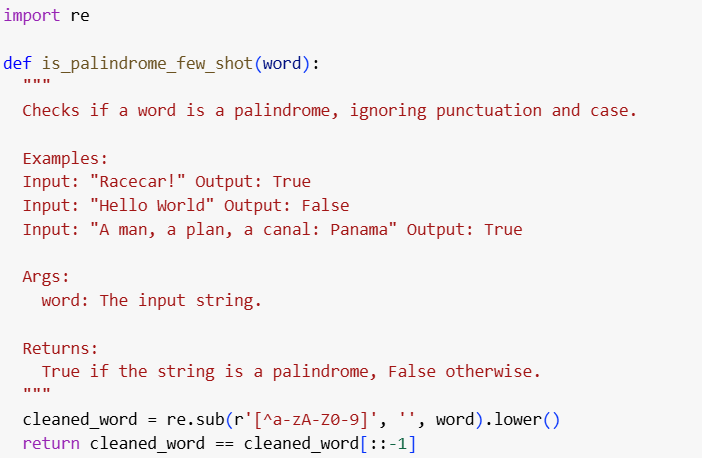 import re

def is_palindrome_few_shot(word):
  """
  Checks if a word is a palindrome, ignoring punctuation and case.

  Examples:
  Input: "Racecar!" Output: True
  Input: "Hello World" Output: False
  Input: "A man, a plan, a canal: Panama" Output: True

  Args:
    word: The input string.

  Returns:
    True if the string is a palindrome, False otherwise.
  """
  cleaned_word = re.sub(r'[^a-zA-Z0-9]', '', word).lower()
  return cleaned_word == cleaned_word[::-1]